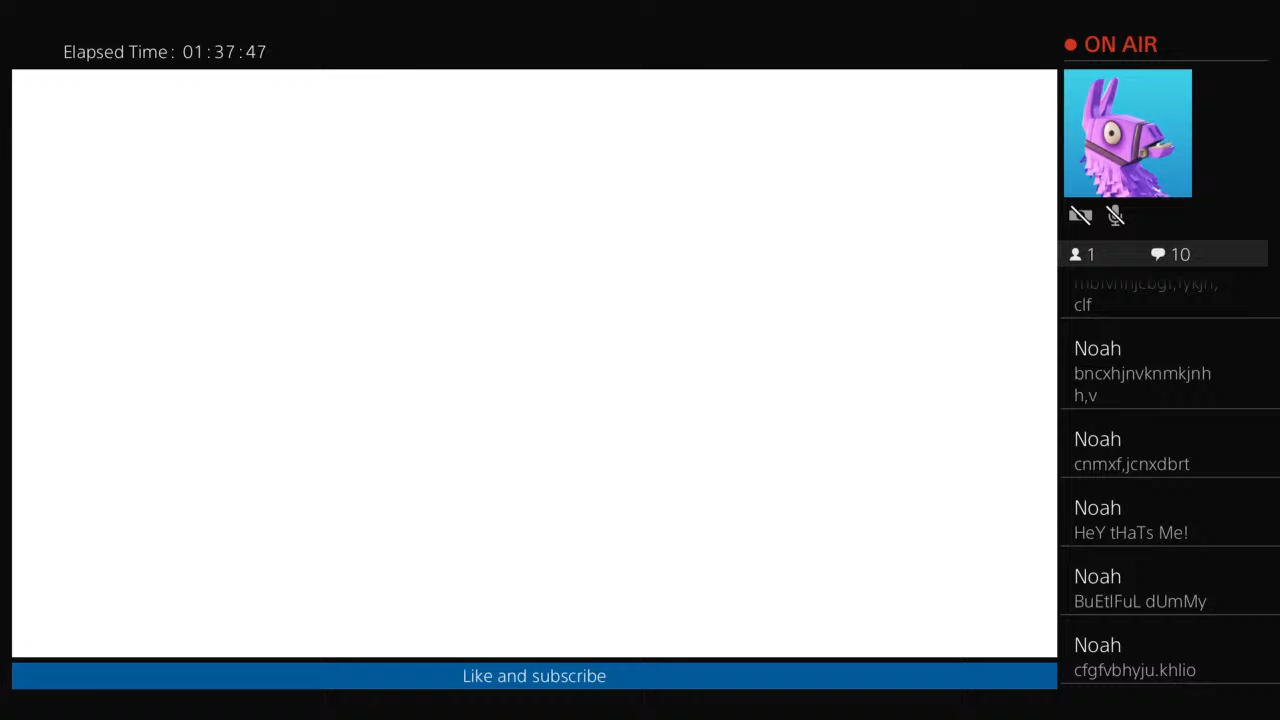 Elapsed Time: 01:37:47
ON AIR
1 10
clf
Noah
bncxhjnvknmkjnh
h,v
Noah
cnmxf,jcnxdbrt
Noah
HeY tHaTs Me!
Noah
BuEtIFuL dUmMy
Noah
cfgfvbhyju.khlio
Like and subscribe